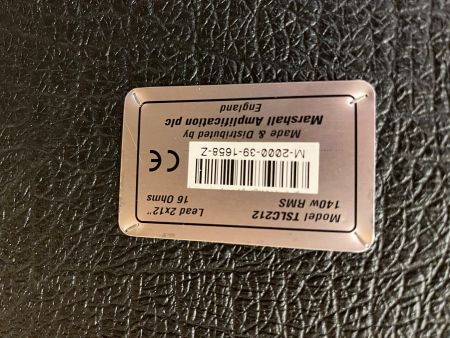 Model TSLC212
Lead 2x12"
140w RMS
16 Ohms
M-2000-39-1658-Z
CE
Made & Distributed by
Marshall Amplification plc
England